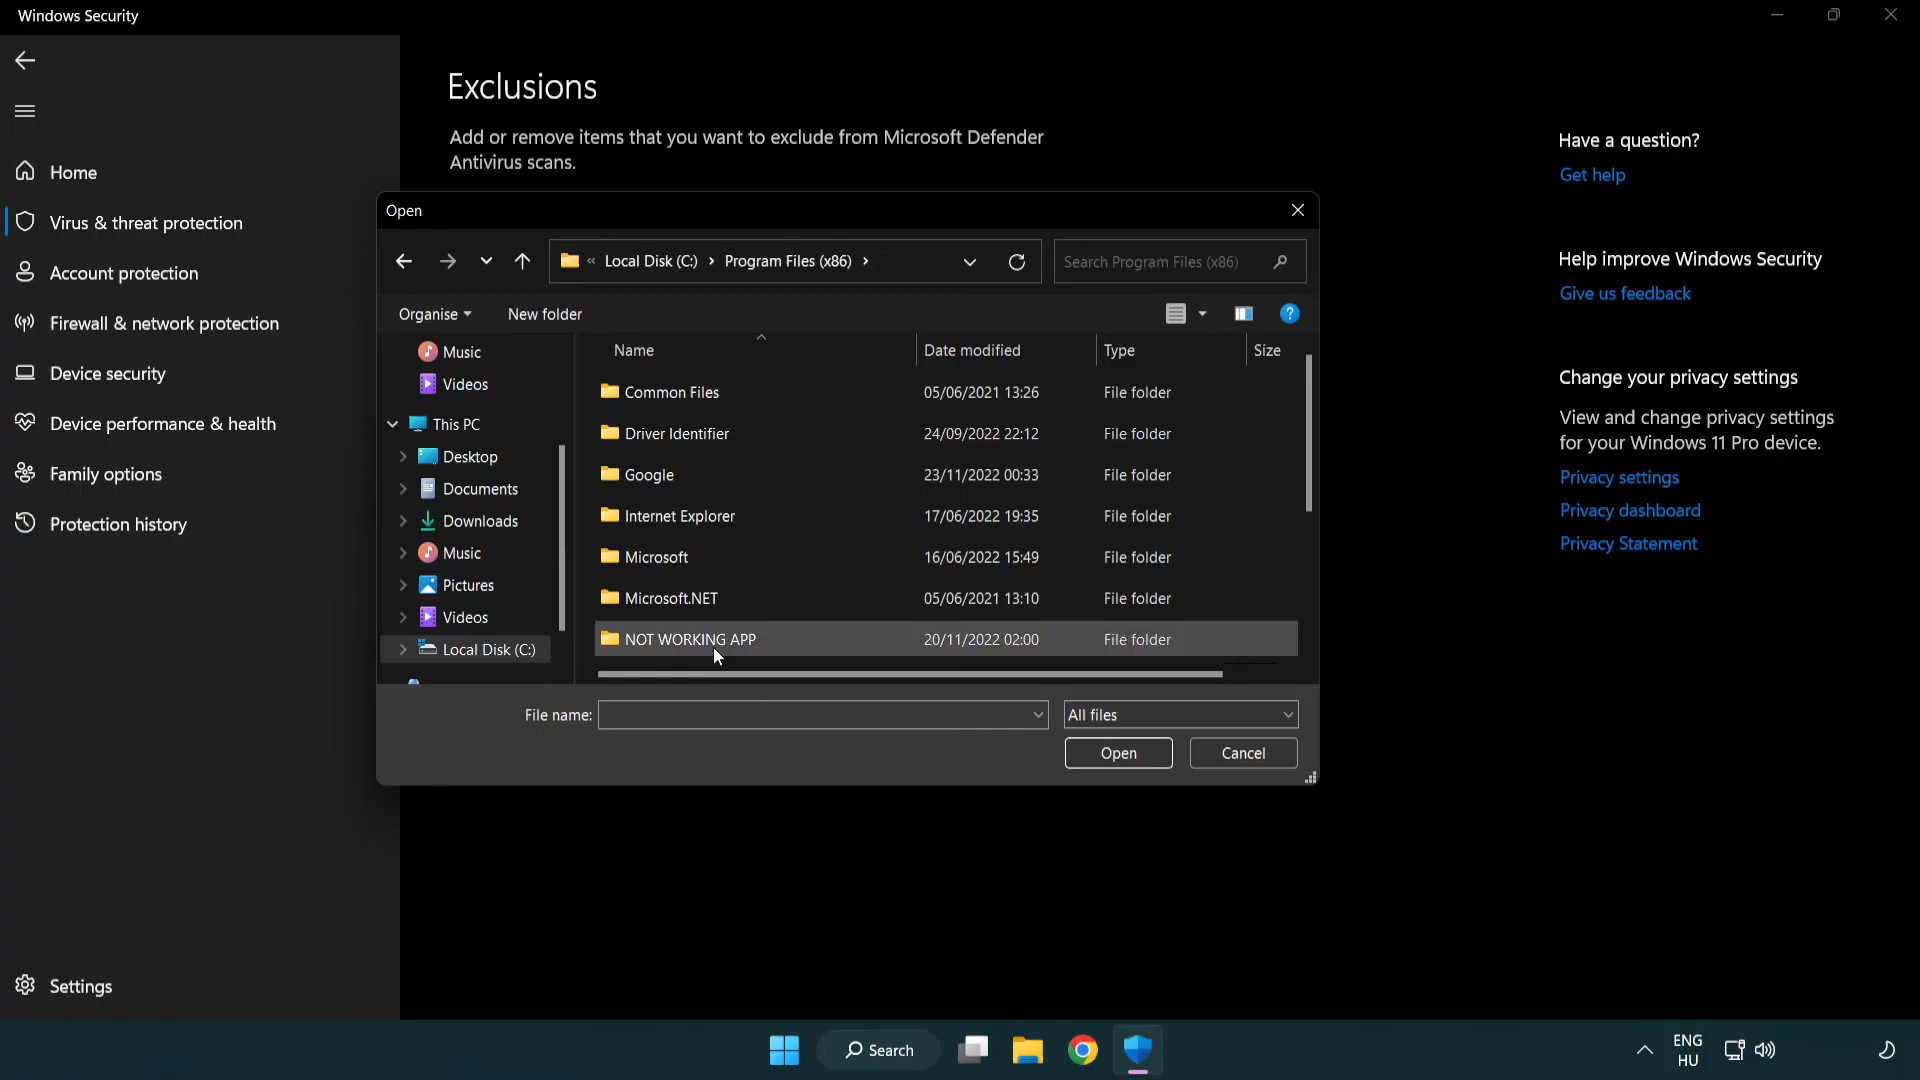 Windows Security
Exclusions
Add or remove items that you want to exclude from Microsoft Defender
Antivirus scans.
Home
Virus & threat protection
Account protection
Firewall & network protection
Device security
Device performance & health
Family options
Protection history
Settings
Open
« Local Disk (C:) › Program Files (x86) ›
Search Program Files (x86)
Organise
New folder
?
Music
Videos
This PC
Desktop
Documents
Downloads
Music
Pictures
Videos
Local Disk (C:)
Name Date modified Type Size
Common Files 05/06/2021 13:26 File folder
Driver Identifier 24/09/2022 22:12 File folder
Google 23/11/2022 00:33 File folder
Internet Explorer 17/06/2022 19:35 File folder
Microsoft 16/06/2022 15:49 File folder
Microsoft.NET 05/06/2021 13:10 File folder
NOT WORKING APP 20/11/2022 02:00 File folder
File name:
All files
Open
Cancel
Have a question?
Get help
Help improve Windows Security
Give us feedback
Change your privacy settings
View and change privacy settings
for your Windows 11 Pro device.
Privacy settings
Privacy dashboard
Privacy Statement
Search
ENG
HU